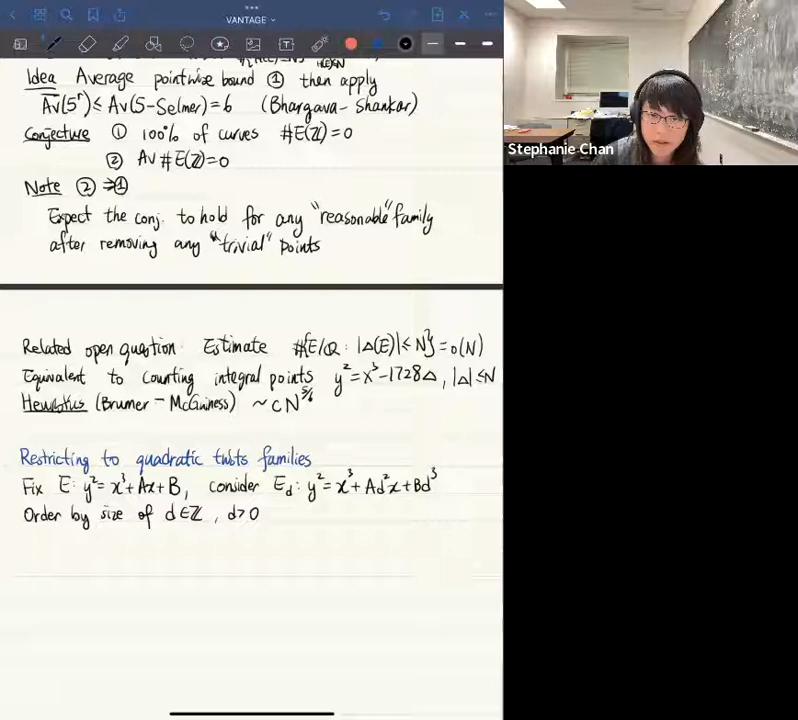 VANTAGE
Idea Average pointwise bound ① then apply
Av(5^r) ≤ Av(5-Selmer) = 6 (Bhargava-Shankar)
Conjecture ① 100% of curves #E(ℤ)=0
② Av #E(ℤ)=0
Note ② ⇒ ①
Expect the conj. to hold for any "reasonable" family
after removing any "trivial" points
Related open question Estimate #{E/ℚ : |Δ(E)| ≤ N} = o(N)
Equivalent to counting integral points y² = x³ - 1728Δ, |Δ| ≤ N
Heuristics (Brumer - McGuiness) ~ cN^{5/6}
Restricting to quadratic twists families
Fix E: y² = x³ + Ax + B, consider E_d: y² = x³ + Ad²x + Bd³
Order by size of d ∈ ℤ, d > 0
Stephanie Chan